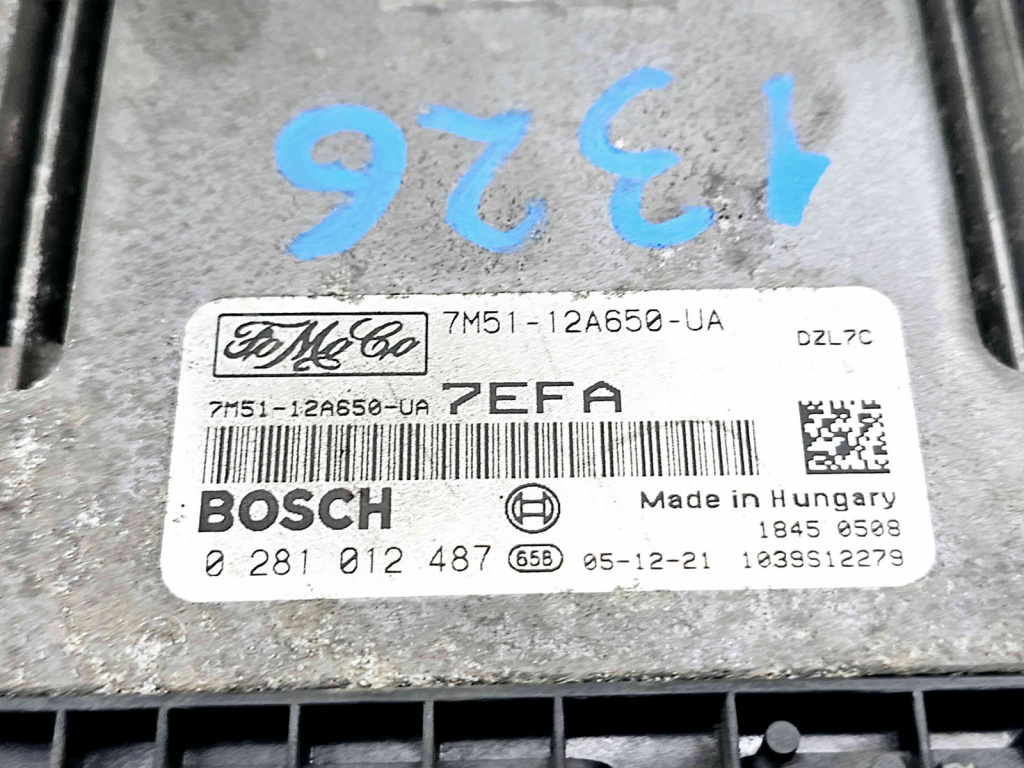 1326
FoMoCo 7M51-12A650-UA
DZL7C
7M51-12A650-UA 7EFA
BOSCH
Made in Hungary
1845 0508
0 281 012 487 65B 05-12-21 1039S12279